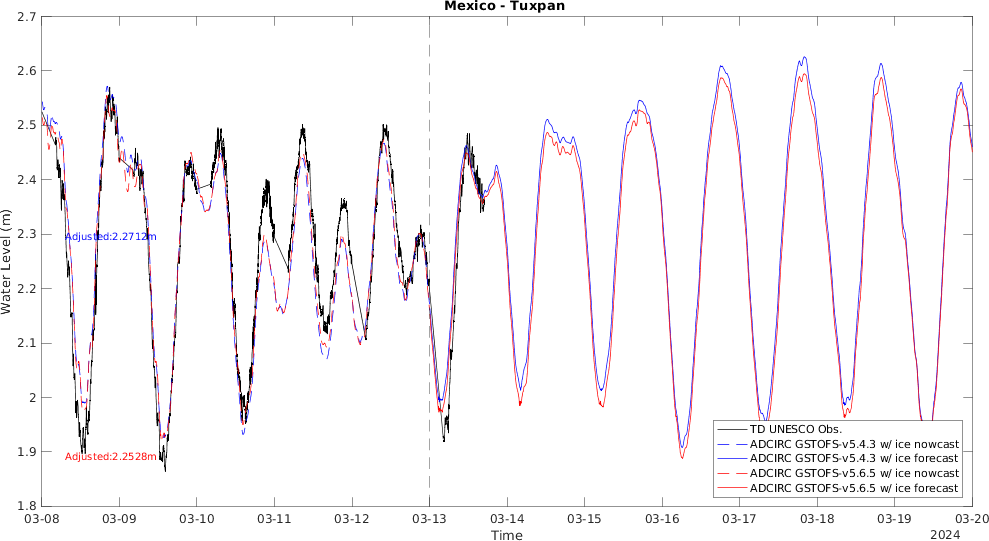 Mexico - Tuxpan
2.7
2.6
2.5
2.4
2.3
2.2
2.1
2
1.9
1.8
Water Level (m)
Adjusted:2.2712m
Adjusted:2.2528m
TD UNESCO Obs.
ADCIRC GSTOFS-v5.4.3 w/ ice nowcast
ADCIRC GSTOFS-v5.4.3 w/ ice forecast
ADCIRC GSTOFS-v5.6.5 w/ ice nowcast
ADCIRC GSTOFS-v5.6.5 w/ ice forecast
03-08 03-09 03-10 03-11 03-12 03-13 03-14 03-15 03-16 03-17 03-18 03-19 03-20
Time
2024